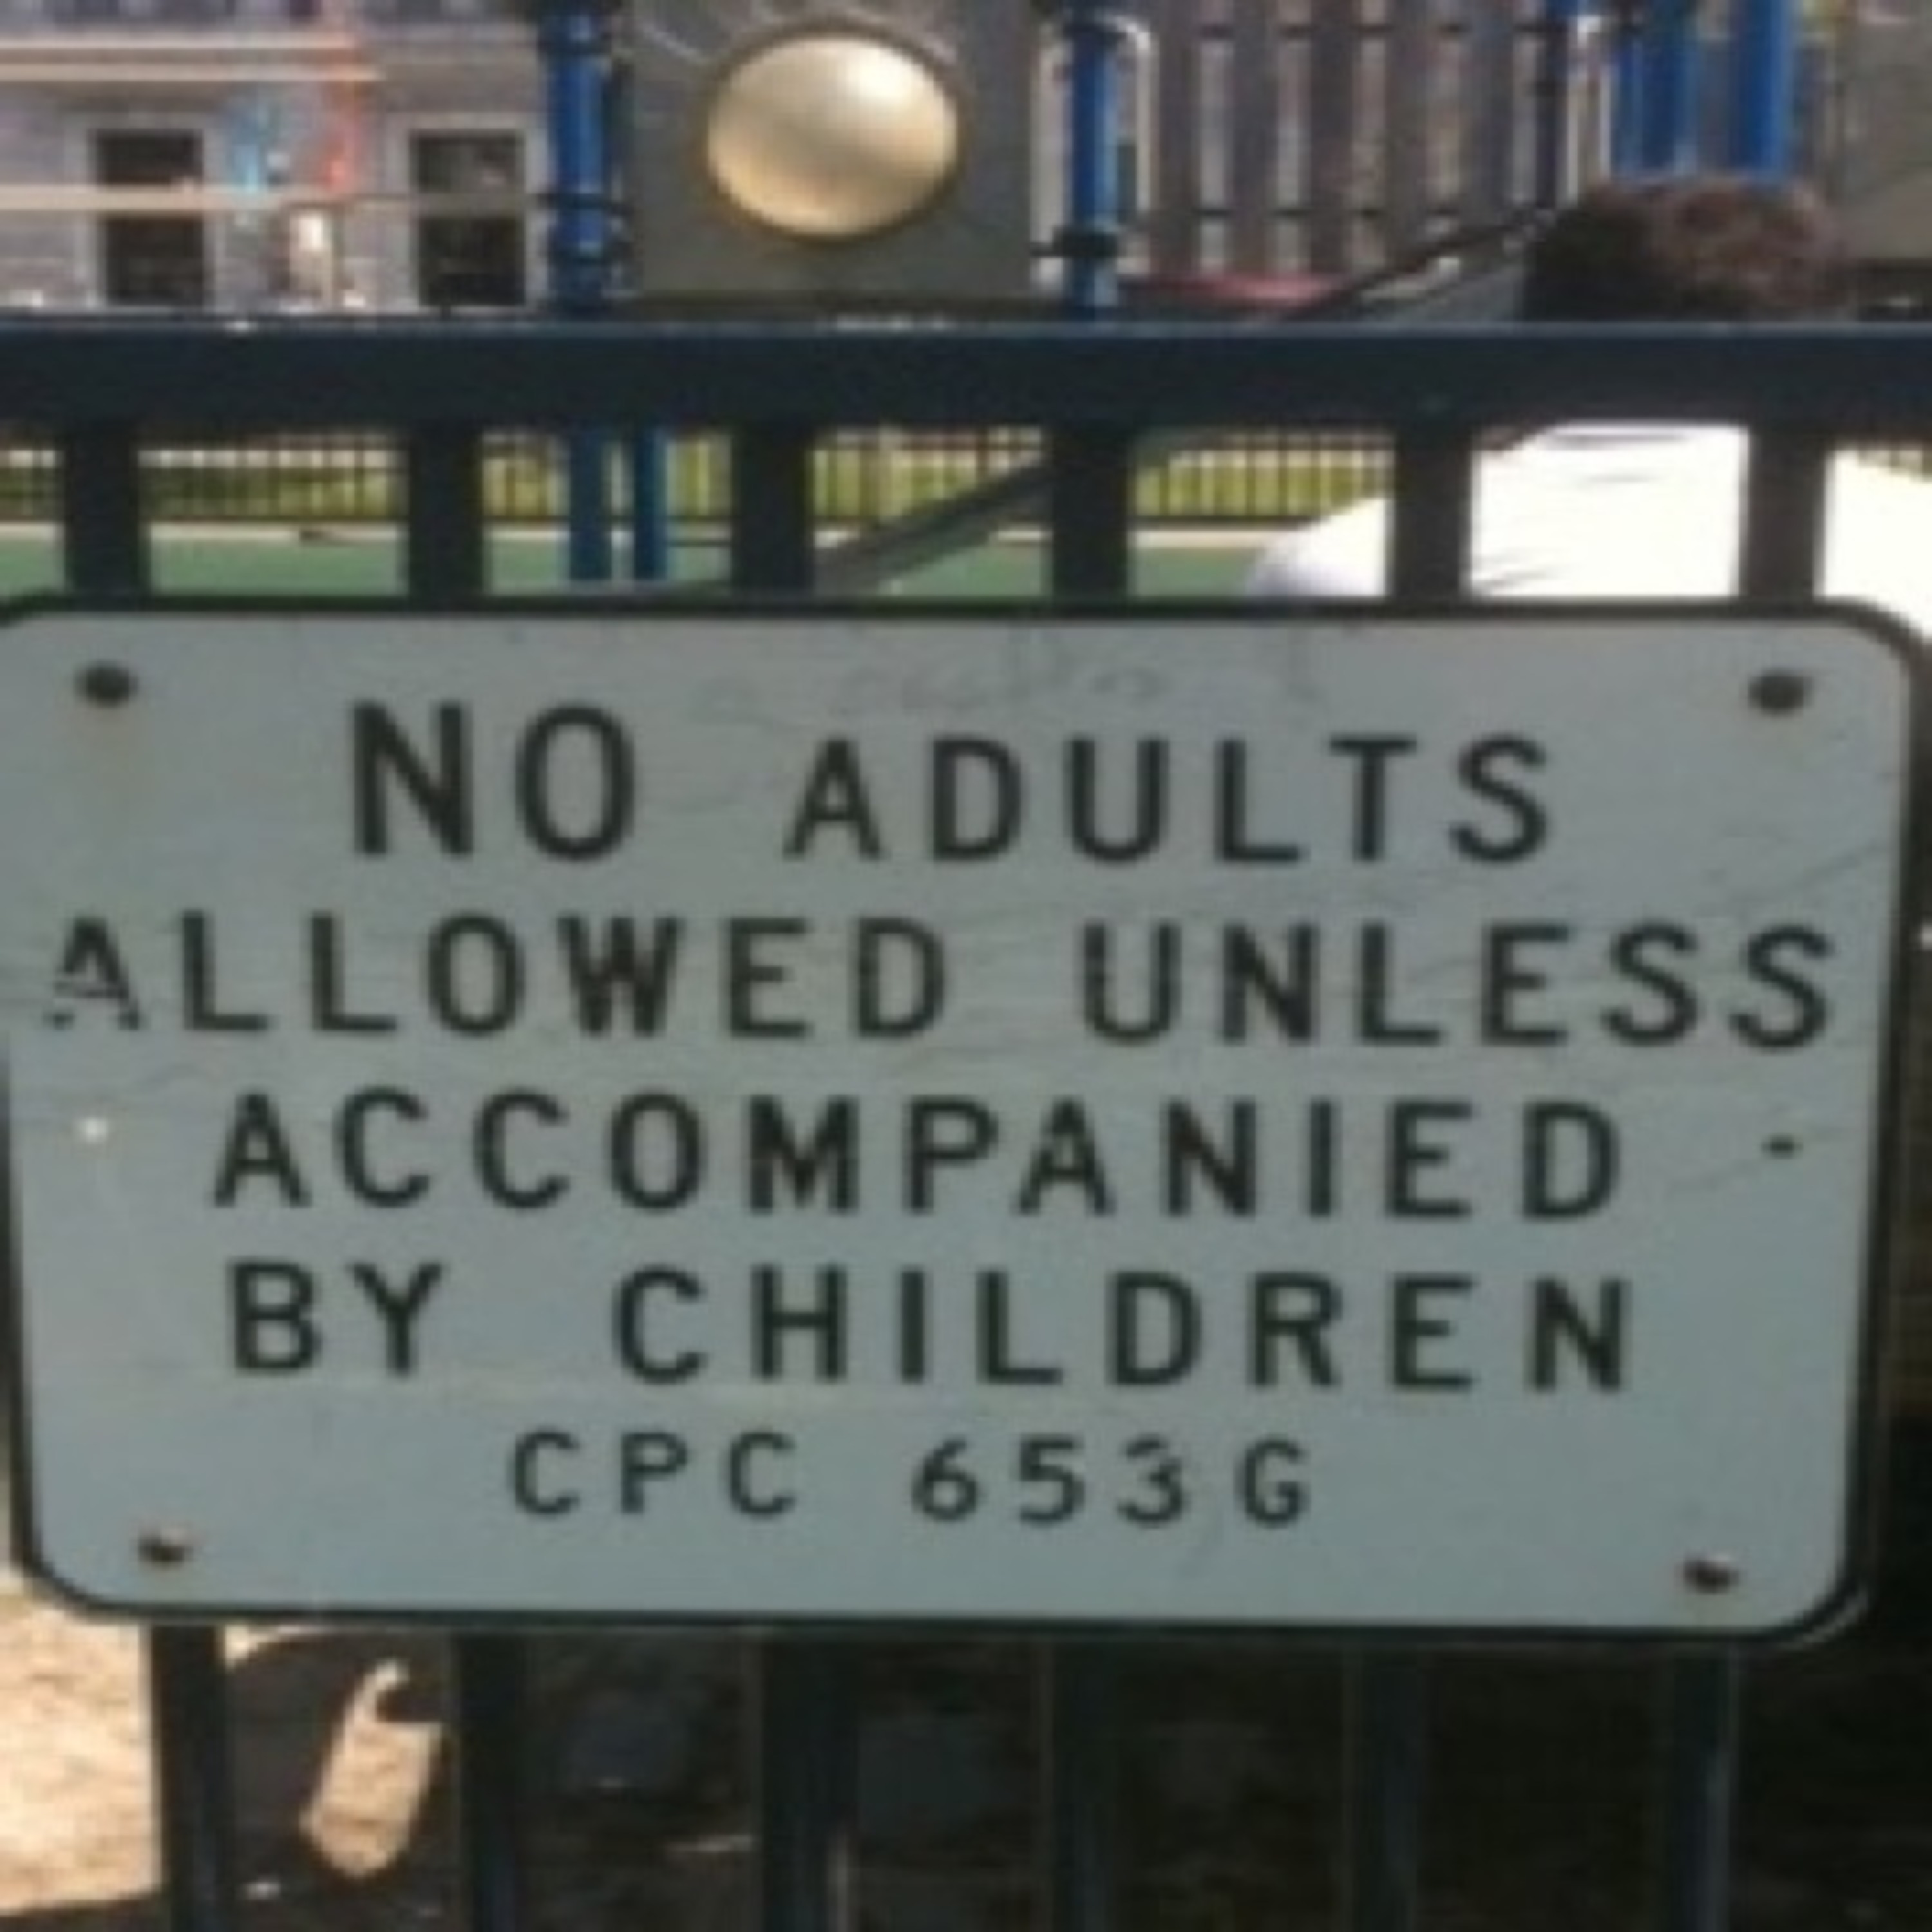 NO ADULTS
ALLOWED UNLESS
ACCOMPANIED
BY CHILDREN
CPC 653G